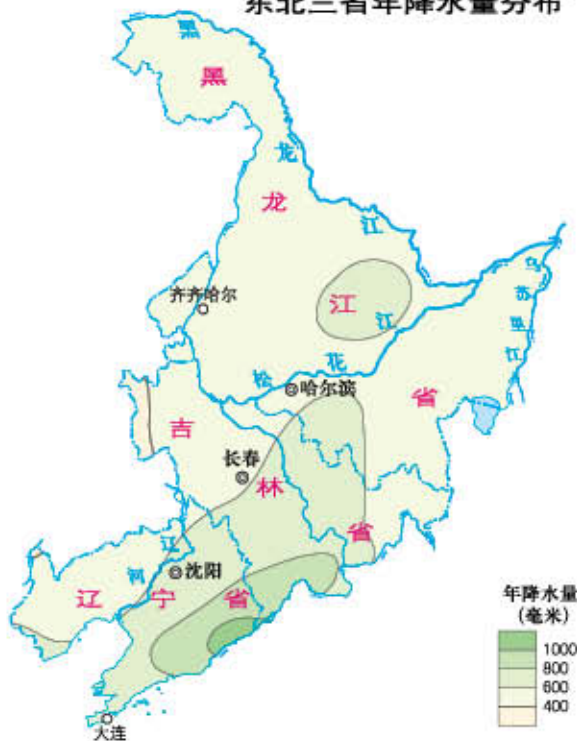 东北三省年降水量分布
黑
黑
龙
龙
江
乌
苏
里
江
齐齐哈尔
江
江
花
松
哈尔滨
省
吉
长春
林
省
辽
河
沈阳
辽
宁
省
大连
年降水量
(毫米)
1000
800
600
400